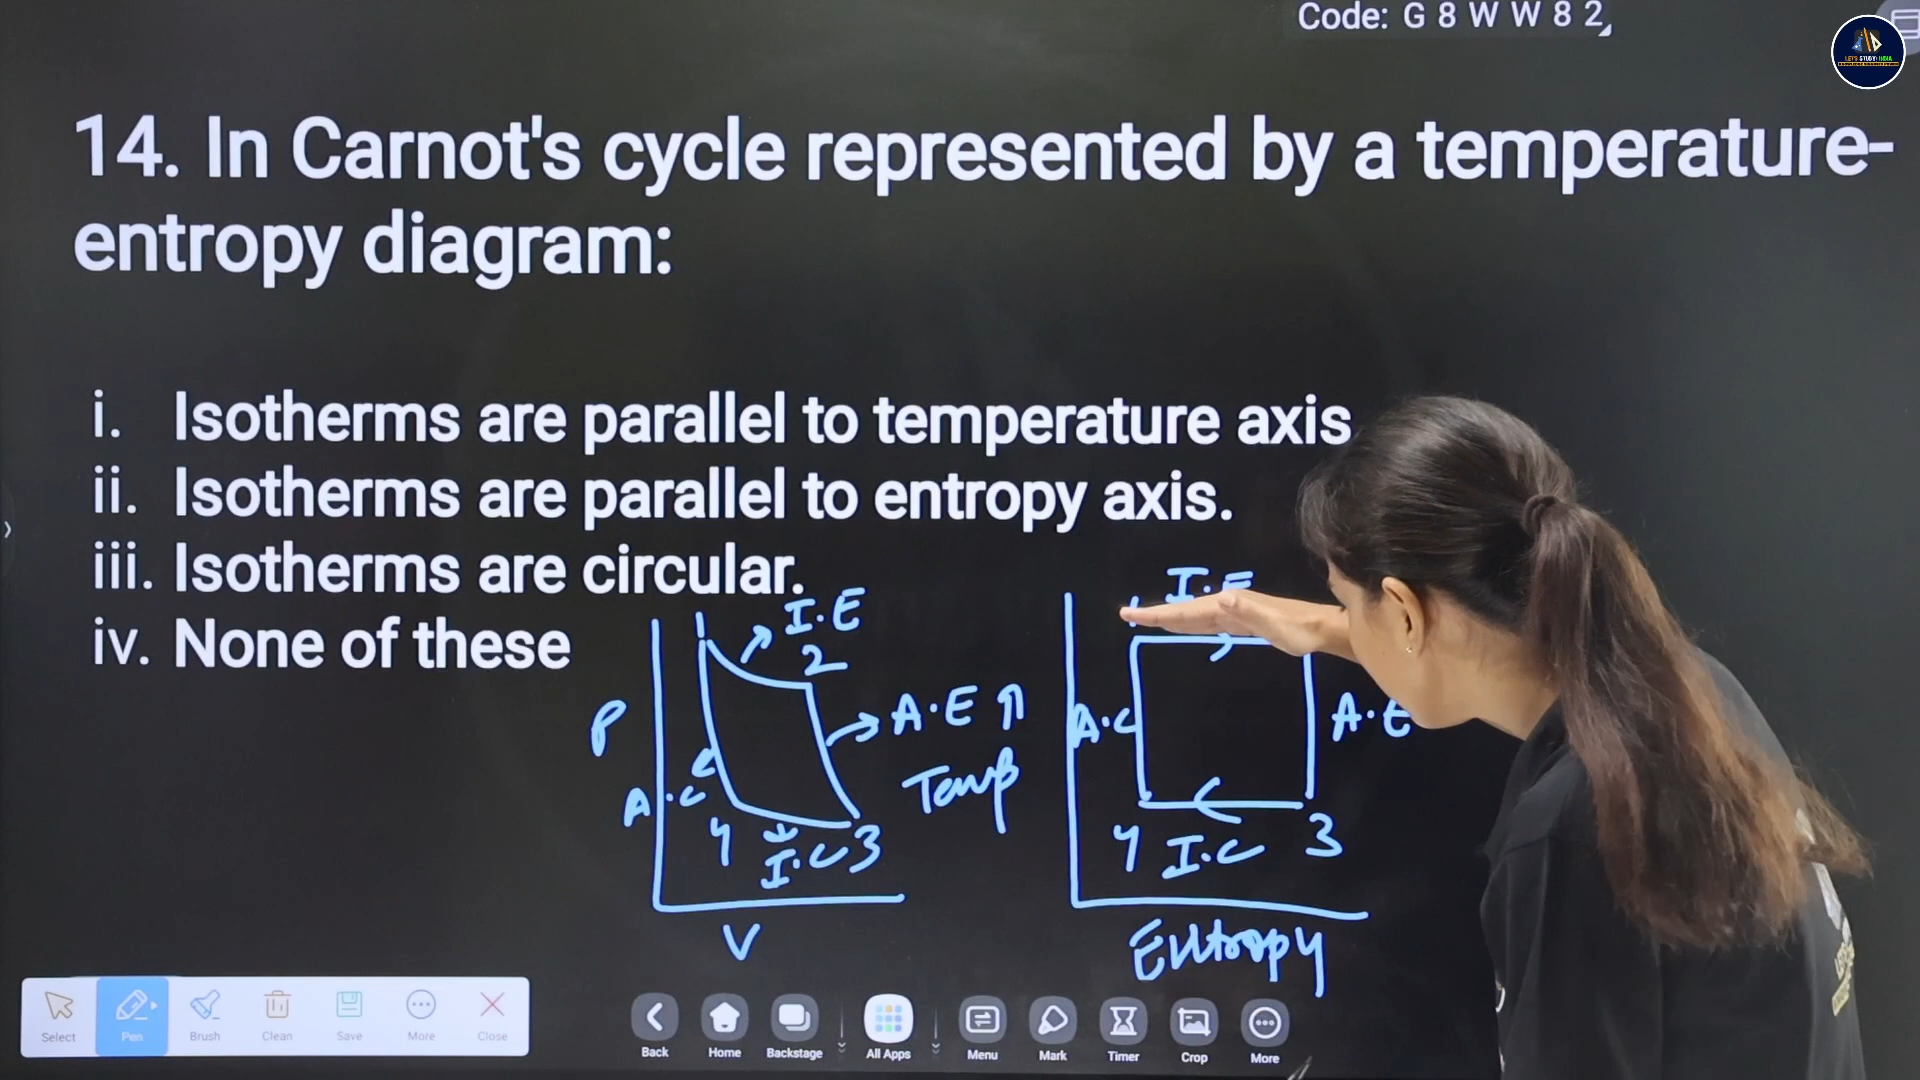 Code: G 8 W W 8 2
LET'S STUDY INDIA
14. In Carnot's cycle represented by a temperature-
entropy diagram:
i. Isotherms are parallel to temperature axis
ii. Isotherms are parallel to entropy axis.
iii. Isotherms are circular.
iv. None of these
I.E
2
P
A.E ↑
Temp
A.C
4
I.C
3
V
I.E
A.C
A.E
4
I.C
3
Entropy
Select
Pen
Brush
Clean
Save
More
Close
Back
Home
Backstage
All Apps
Menu
Mark
Timer
Crop
More